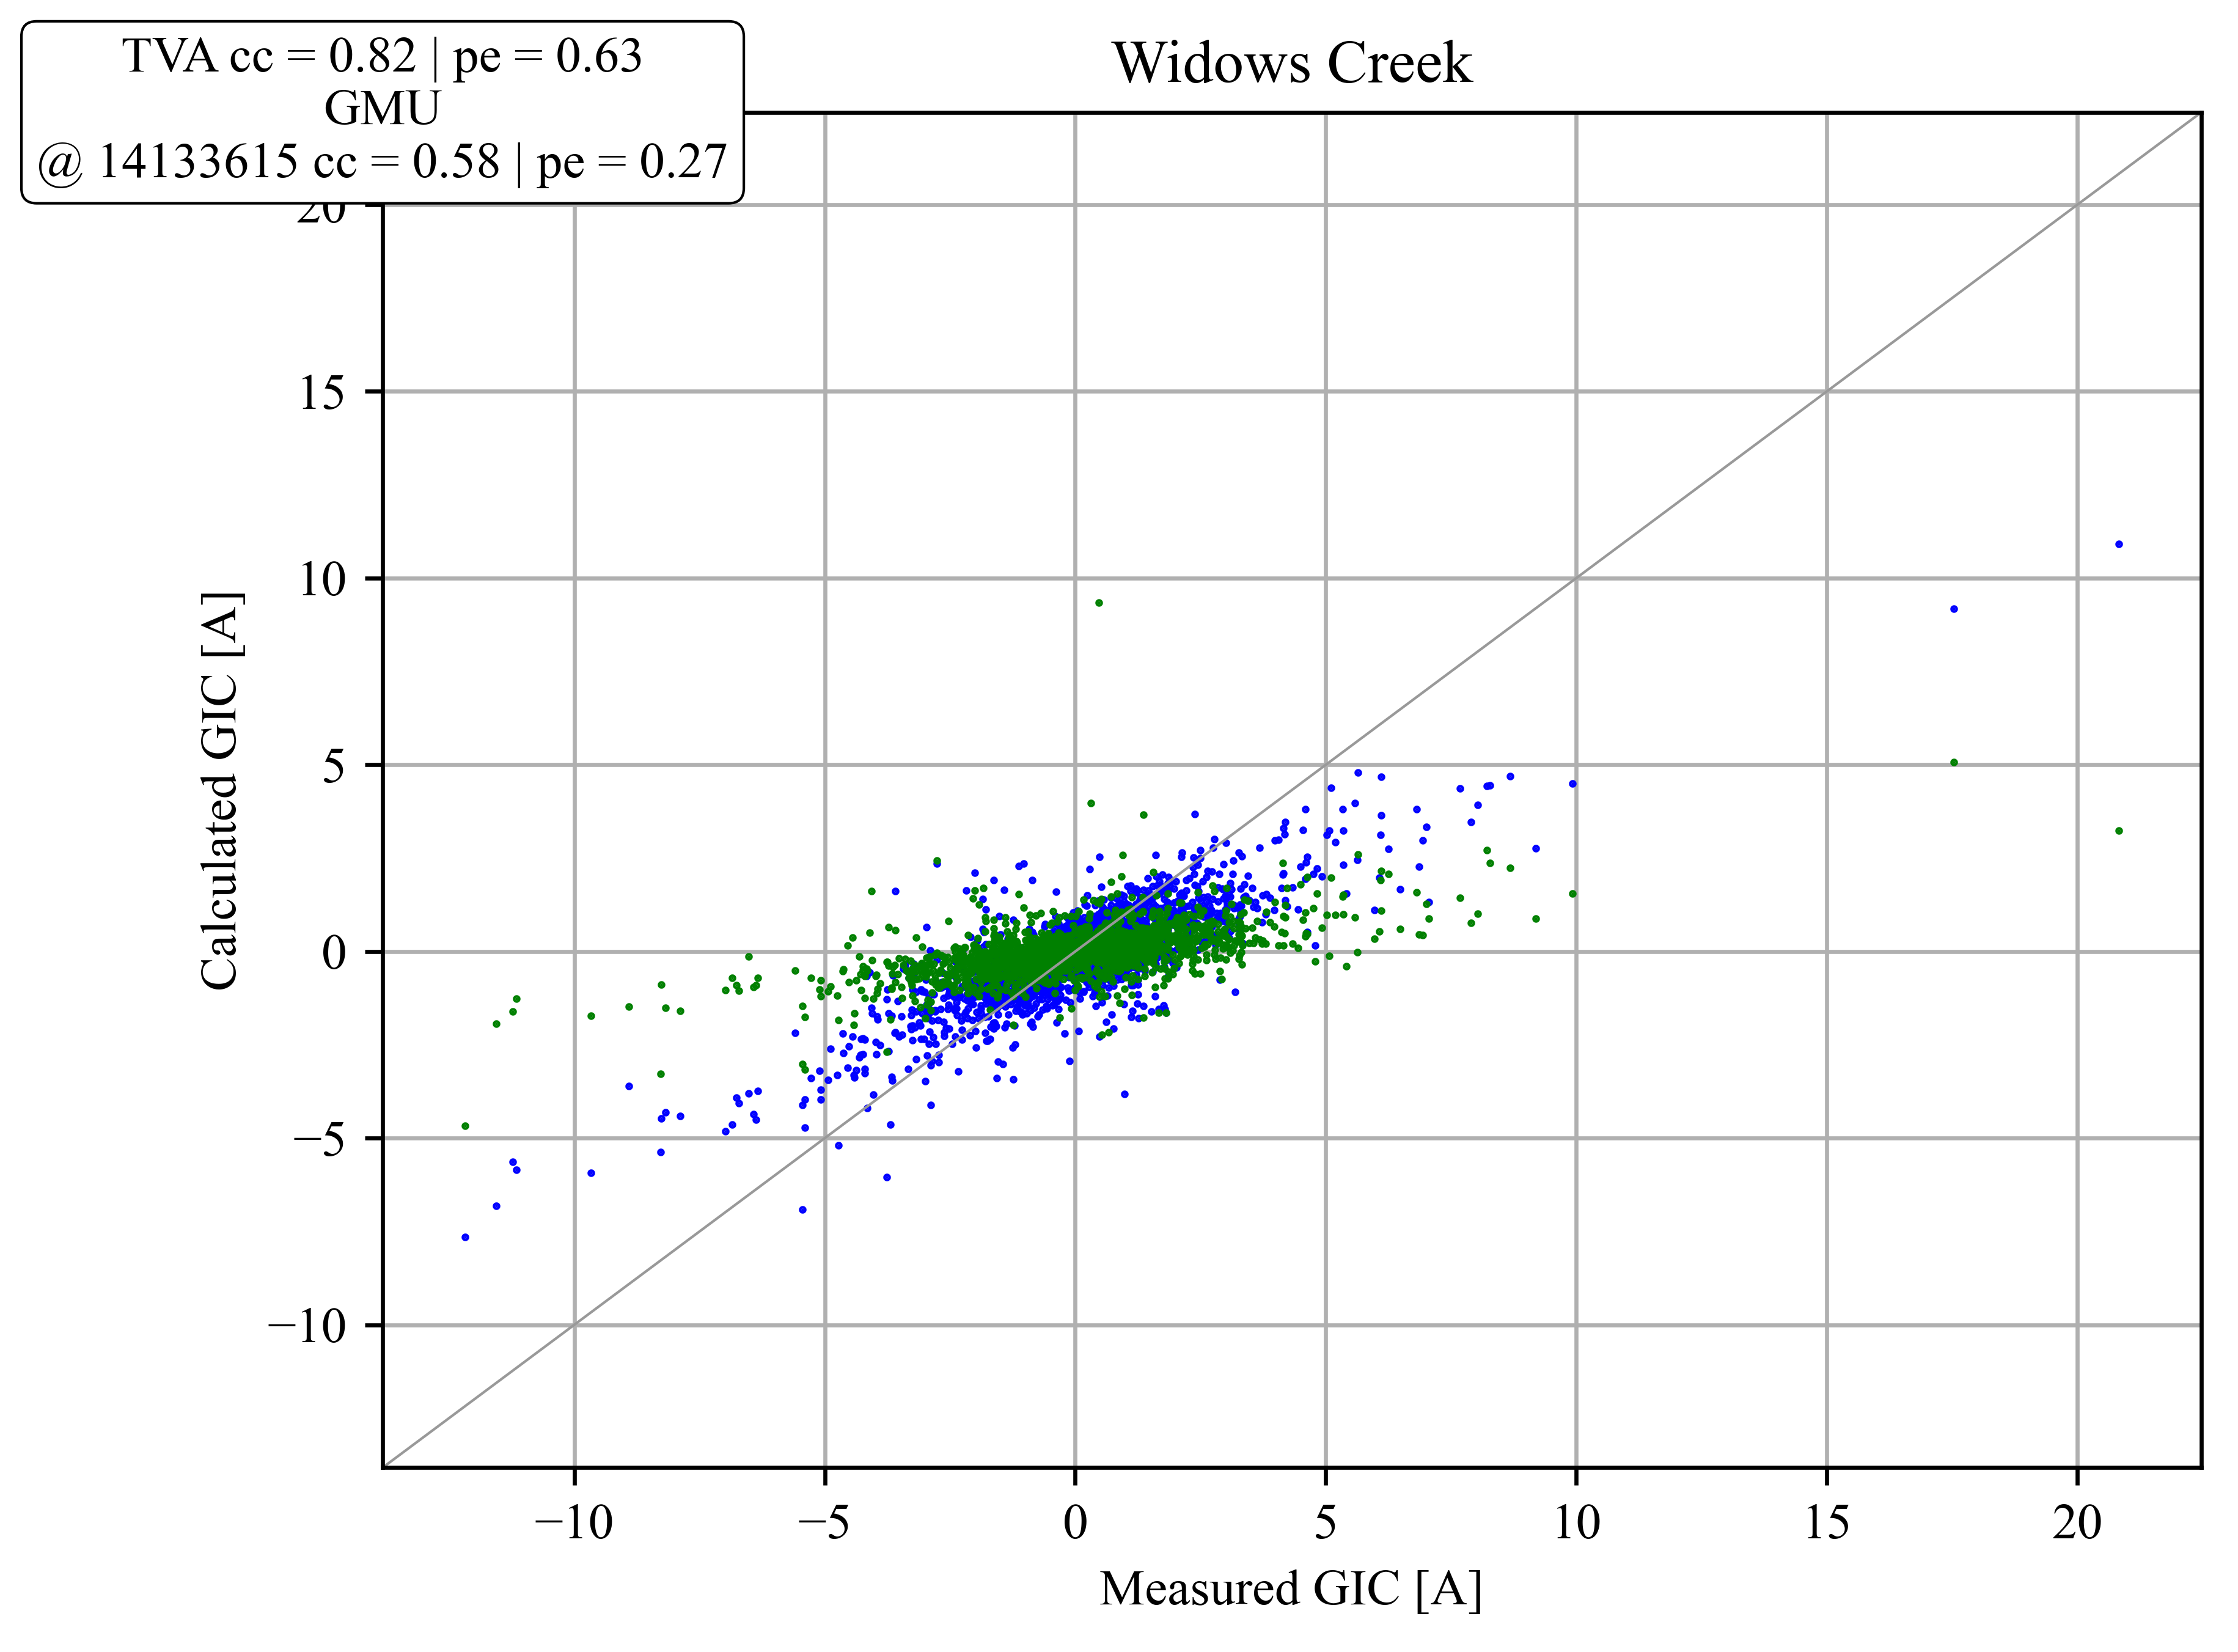 TVA cc = 0.82 | pe = 0.63
GMU
@ 14133615 cc = 0.58 | pe = 0.27
Widows Creek
20
15
10
5
0
−5
−10
Calculated GIC [A]
−10 −5 0 5 10 15 20
Measured GIC [A]